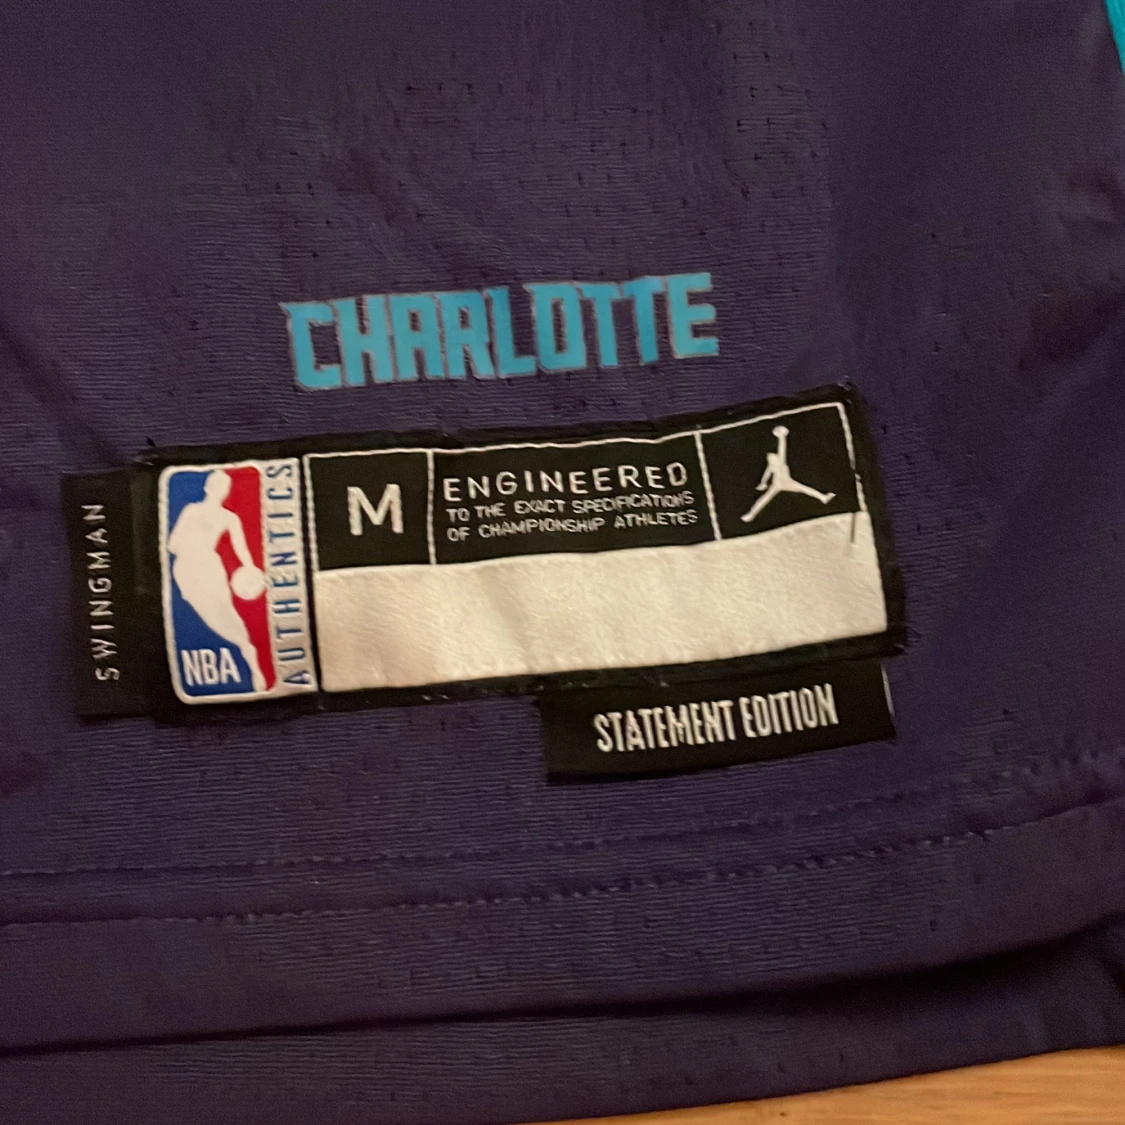 CHARLOTTE
SWINGMAN
NBA
AUTHENTICS
M
ENGINEERED
TO THE EXACT SPECIFICATIONS
OF CHAMPIONSHIP ATHLETES
STATEMENT EDITION